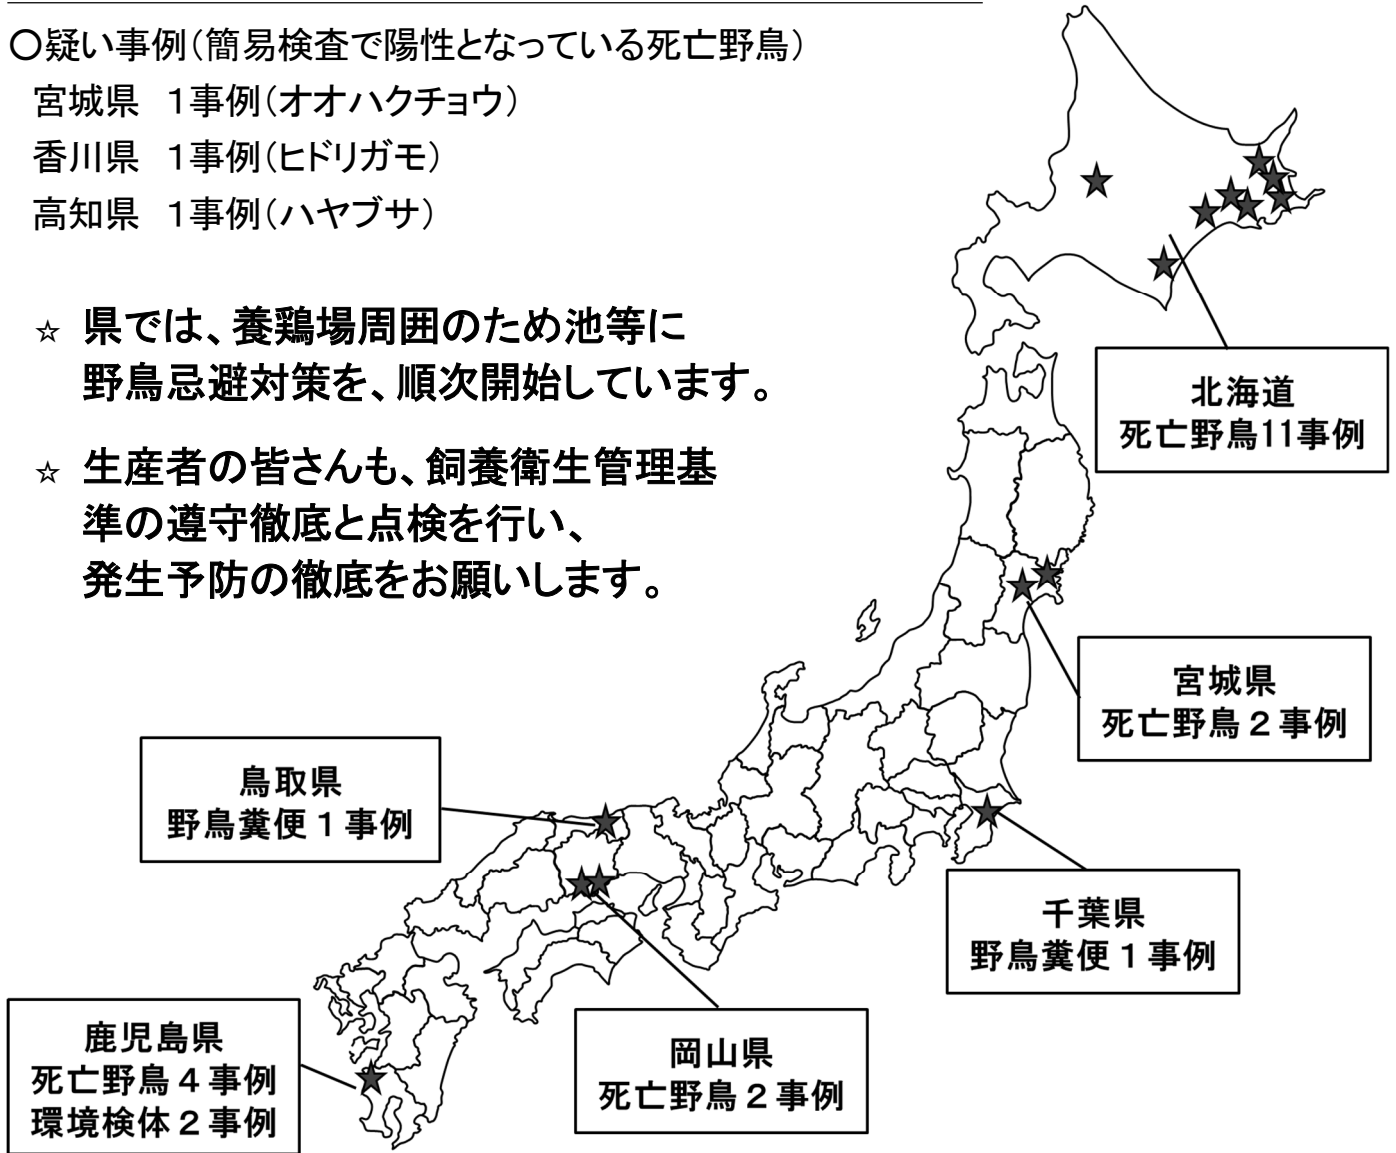 〇疑い事例(簡易検査で陽性となっている死亡野鳥)
宮城県　1事例(オオハクチョウ)
香川県　1事例(ヒドリガモ)
高知県　1事例(ハヤブサ)
☆ 県では、養鶏場周囲のため池等に
野鳥忌避対策を、順次開始しています。
☆ 生産者の皆さんも、飼養衛生管理基
準の遵守徹底と点検を行い、
発生予防の徹底をお願いします。
北海道
死亡野鳥11事例
宮城県
死亡野鳥２事例
鳥取県
野鳥糞便１事例
千葉県
野鳥糞便１事例
鹿児島県
死亡野鳥４事例
環境検体２事例
岡山県
死亡野鳥２事例